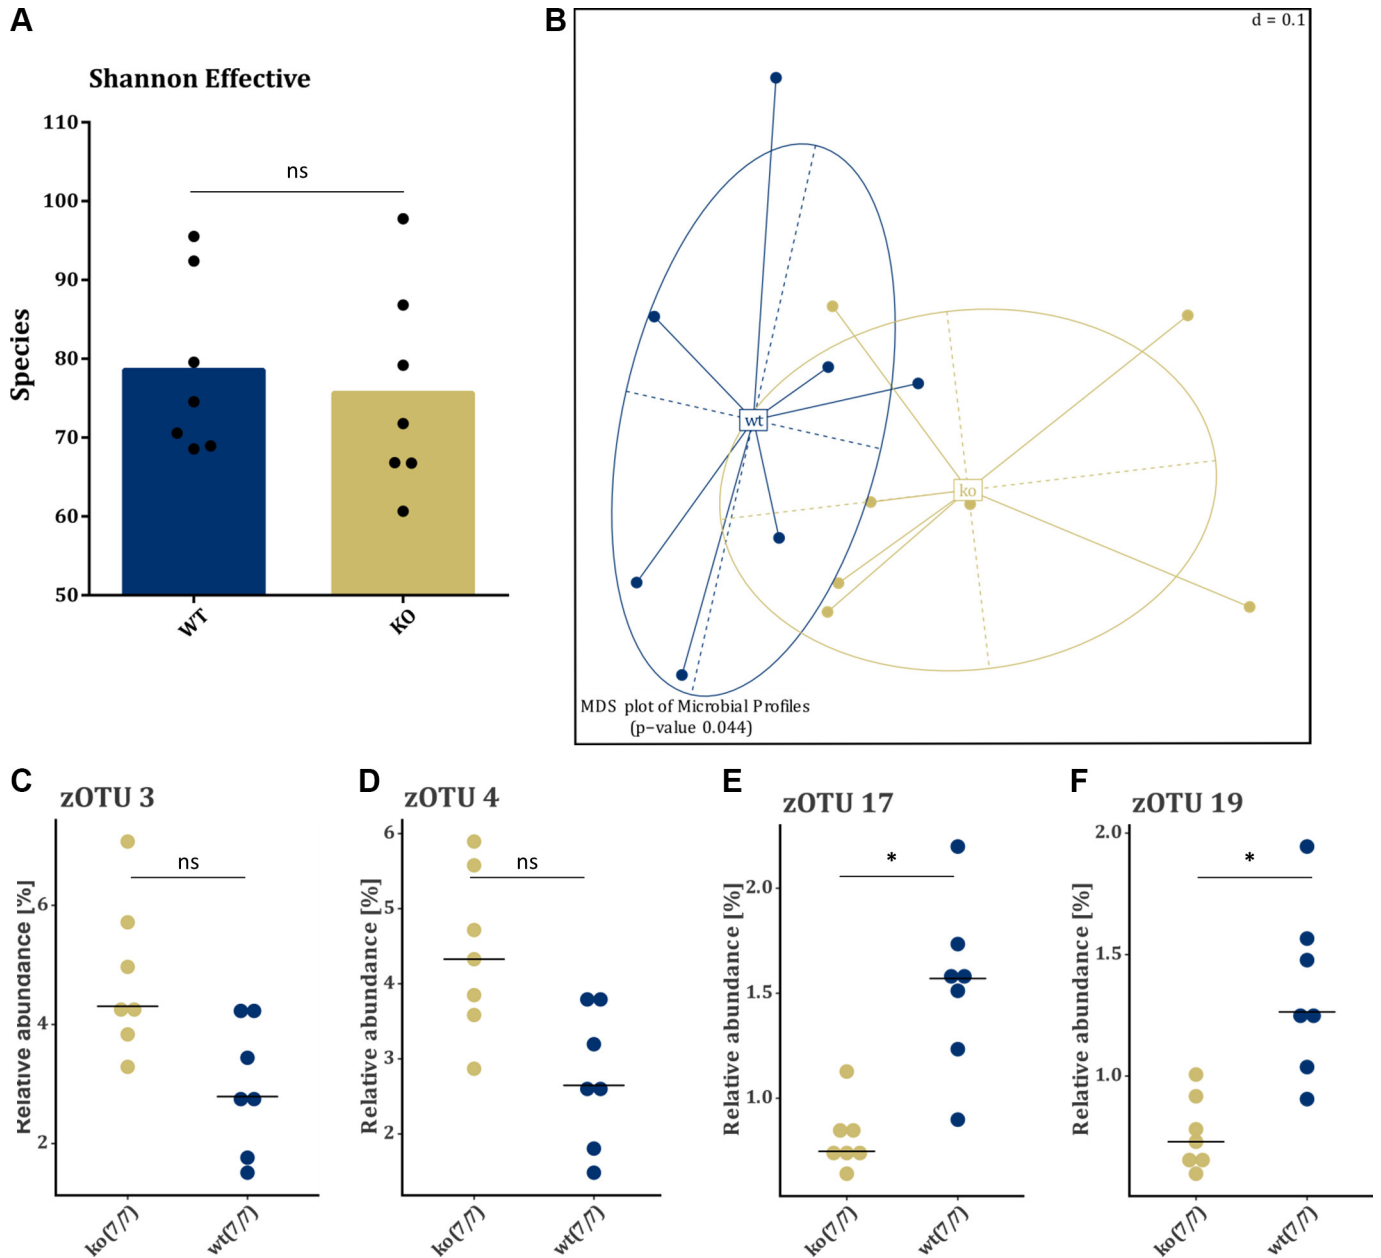 A
Shannon Effective
Species
110
100
90
80
70
60
50
ns
WT
KO
B
d = 0.1
wt
ko
MDS plot of Microbial Profiles
(p−value 0.044)
C
zOTU 3
Relative abundance [%]
6
4
2
ns
ko(7/7)
wt(7/7)
D
zOTU 4
Relative abundance [%]
6
5
4
3
2
ns
ko(7/7)
wt(7/7)
E
zOTU 17
Relative abundance [%]
2.0
1.5
1.0
*
ko(7/7)
wt(7/7)
F
zOTU 19
Relative abundance [%]
2.0
1.5
1.0
*
ko(7/7)
wt(7/7)